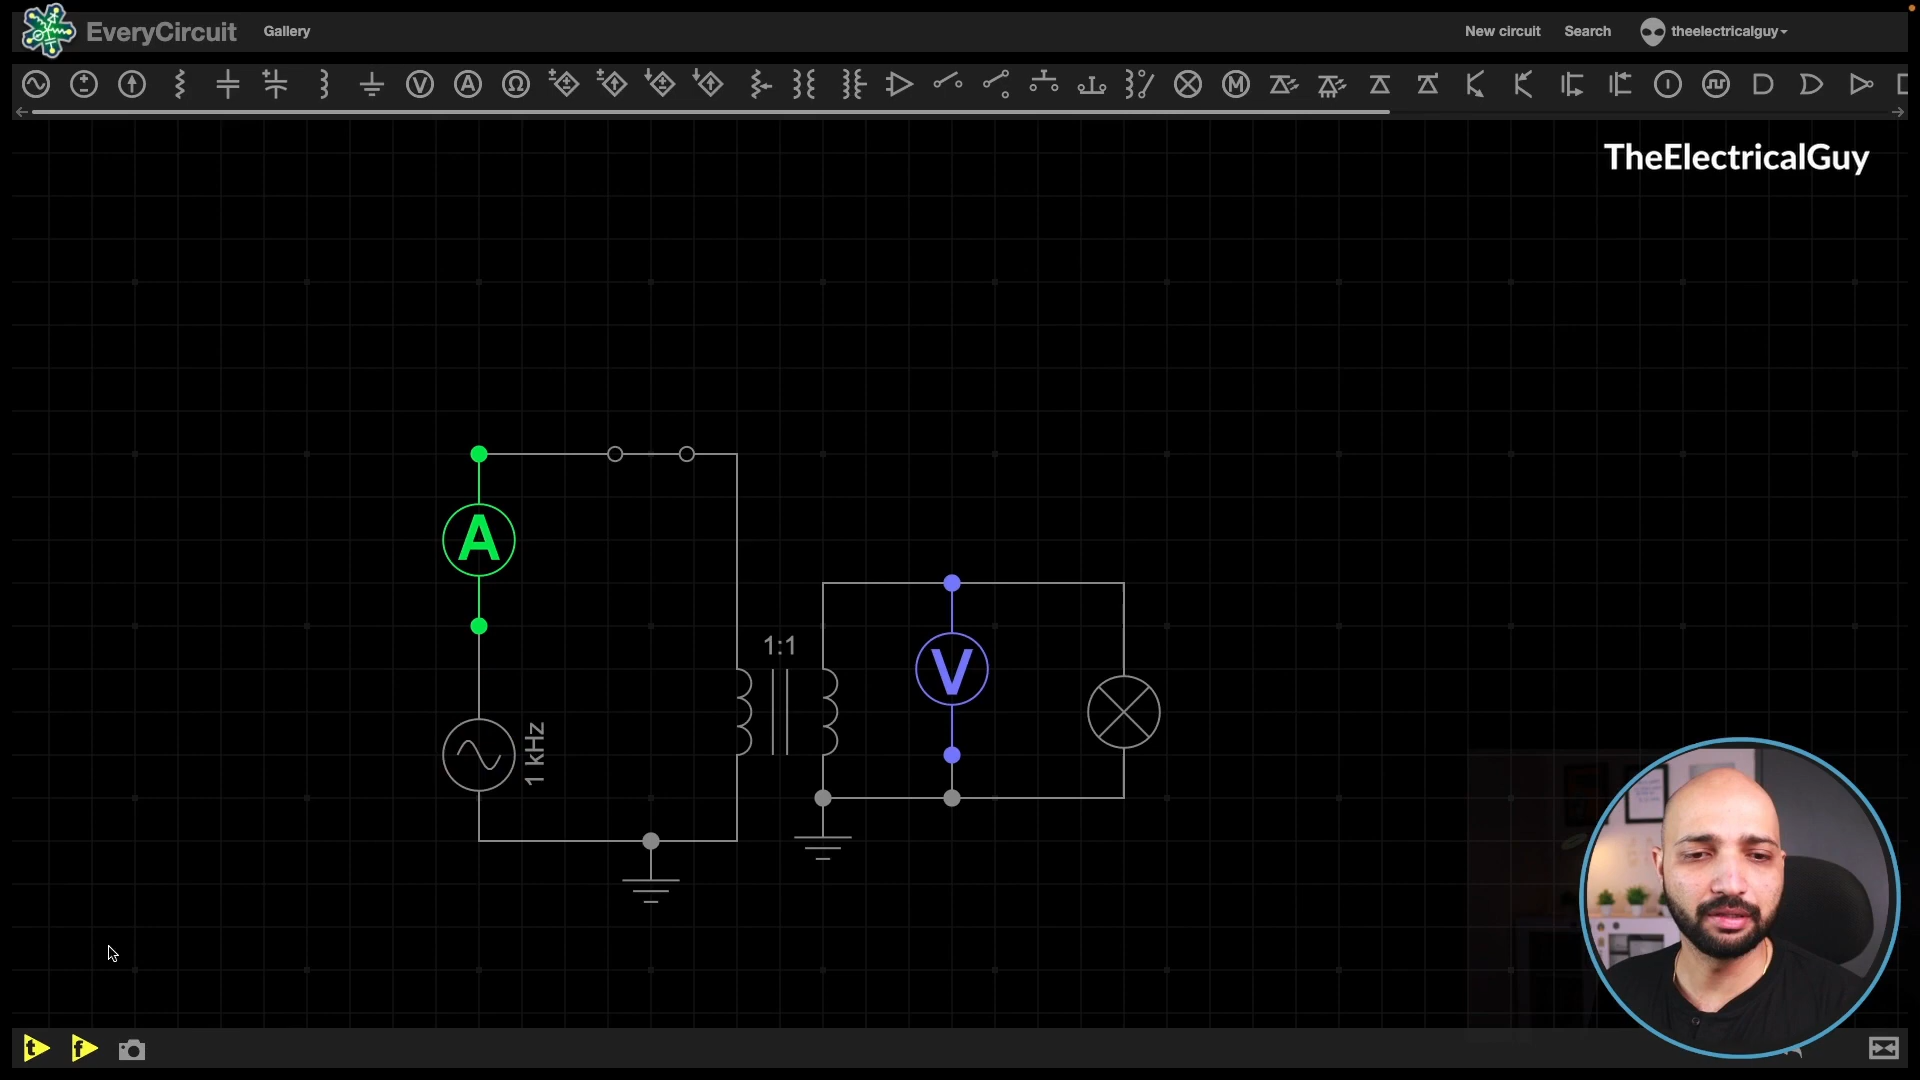 EveryCircuit Gallery New circuit Search theelectricalguy
V A Ω M
TheElectricalGuy
A
1:1
V
1 kHz
t f